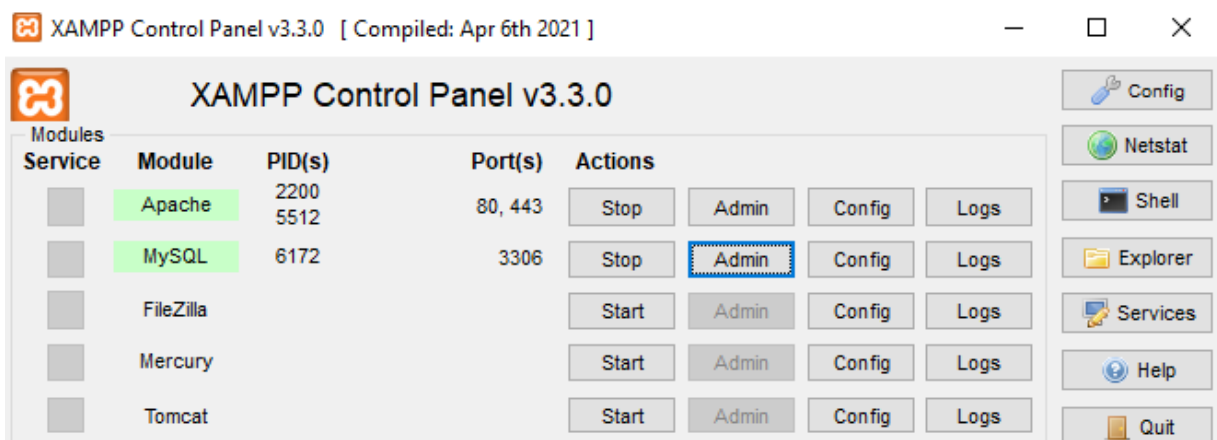 XAMPP Control Panel v3.3.0 [ Compiled: Apr 6th 2021 ]
XAMPP Control Panel v3.3.0
Config
Modules
Service Module PID(s) Port(s) Actions
Netstat
Apache 2200 5512 80, 443 Stop Admin Config Logs
Shell
MySQL 6172 3306 Stop Admin Config Logs
Explorer
FileZilla Start Admin Config Logs
Services
Mercury Start Admin Config Logs
Help
Tomcat Start Admin Config Logs
Quit